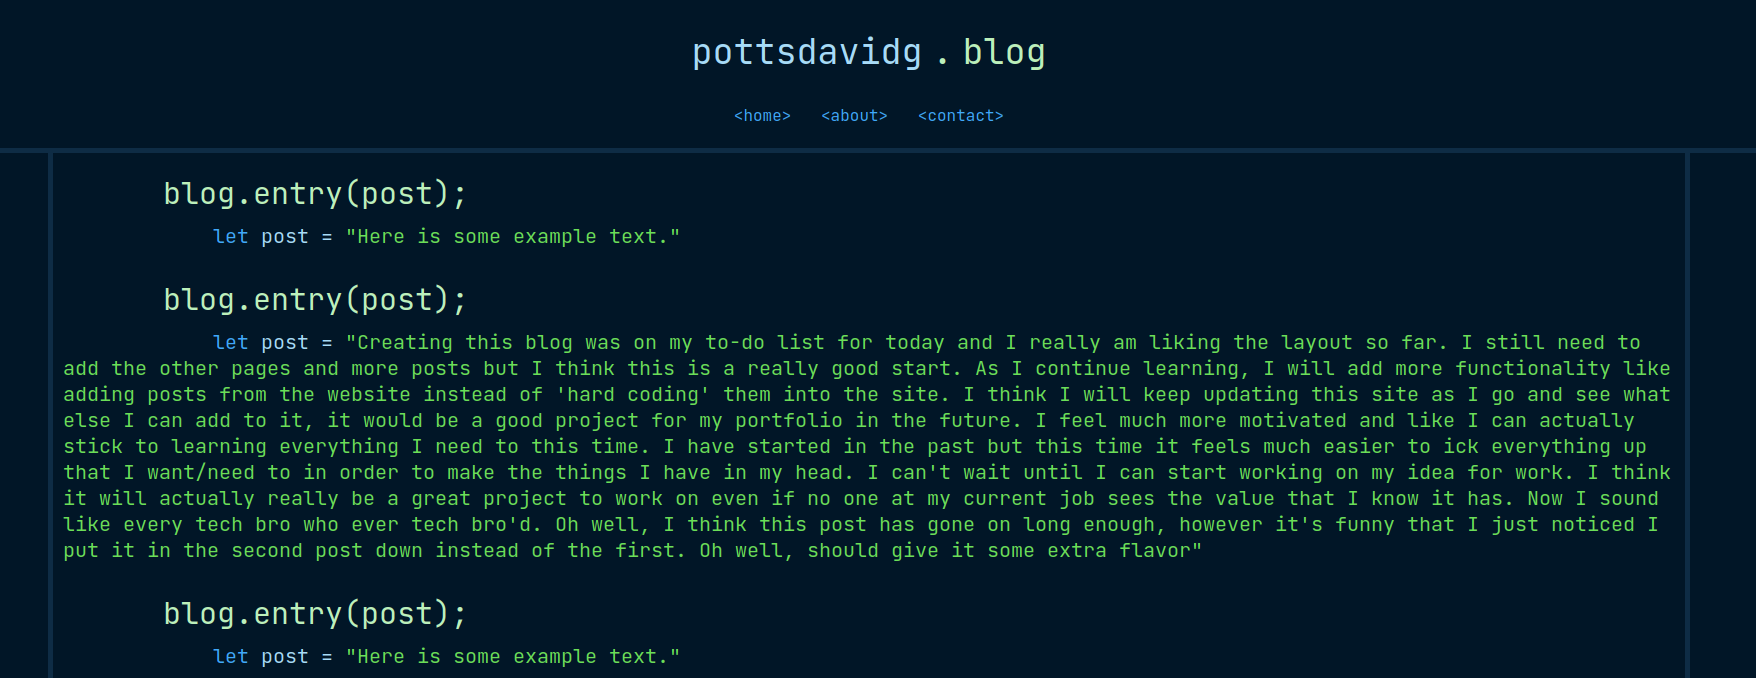 pottsdavidg . blog
<home> <about> <contact>
blog.entry(post);
let post = "Here is some example text."
blog.entry(post);
let post = "Creating this blog was on my to-do list for today and I really am liking the layout so far. I still need to
add the other pages and more posts but I think this is a really good start. As I continue learning, I will add more functionality like
adding posts from the website instead of 'hard coding' them into the site. I think I will keep updating this site as I go and see what
else I can add to it, it would be a good project for my portfolio in the future. I feel much more motivated and like I can actually
stick to learning everything I need to this time. I have started in the past but this time it feels much easier to ick everything up
that I want/need to in order to make the things I have in my head. I can't wait until I can start working on my idea for work. I think
it will actually really be a great project to work on even if no one at my current job sees the value that I know it has. Now I sound
like every tech bro who ever tech bro'd. Oh well, I think this post has gone on long enough, however it's funny that I just noticed I
put it in the second post down instead of the first. Oh well, should give it some extra flavor"
blog.entry(post);
let post = "Here is some example text."